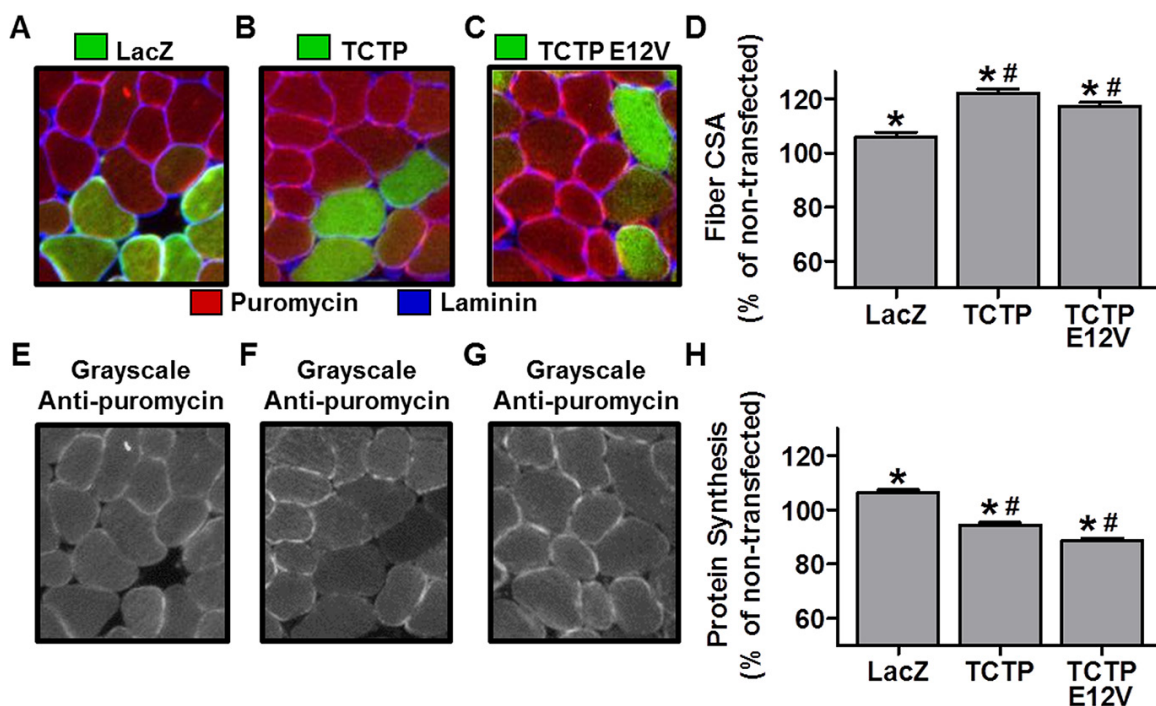 A
LacZ
B
TCTP
C
TCTP E12V
Puromycin
Laminin
D
Fiber CSA
(% of non-transfected)
120
100
80
60
*
* #
* #
LacZ
TCTP
TCTP
E12V
E
Grayscale
Anti-puromycin
F
Grayscale
Anti-puromycin
G
Grayscale
Anti-puromycin
H
Protein Synthesis
(% of non-transfected)
120
100
80
60
*
* #
* #
LacZ
TCTP
TCTP
E12V